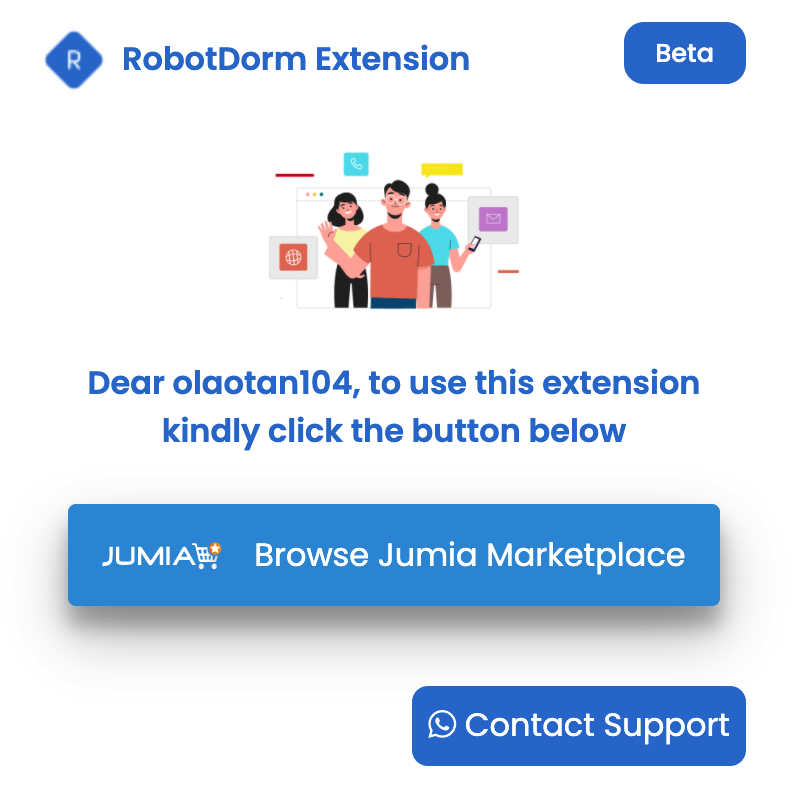 R
RobotDorm Extension
Beta
Dear olaotan104, to use this extension
kindly click the button below
JUMIA
Browse Jumia Marketplace
Contact Support